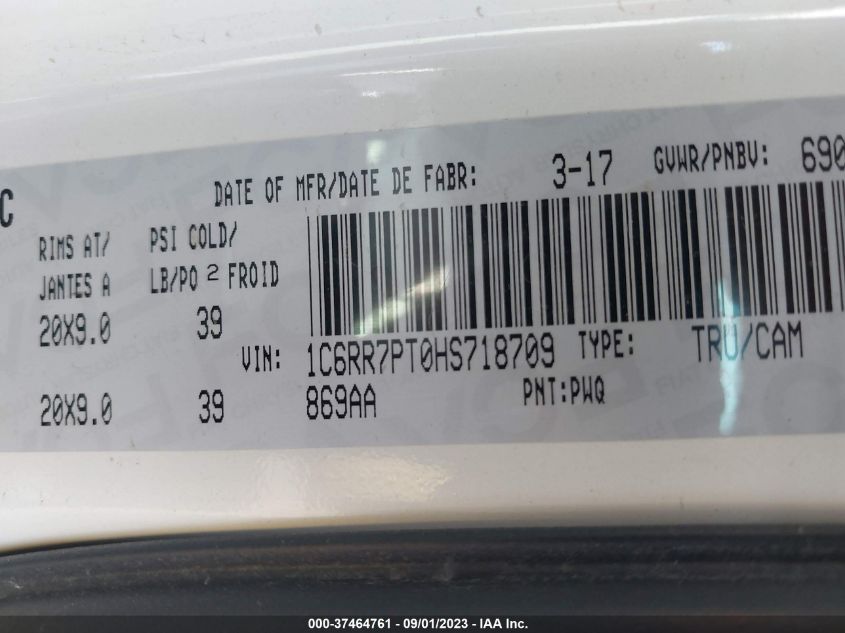 C
DATE OF MFR/DATE DE FABR: 3-17 GVWR/PNBV: 690
RIMS AT/ PSI COLD/
JANTES A LB/PO 2 FROID
20X9.0 39
VIN: 1C6RR7PT0HS718709 TYPE: TRU/CAM
20X9.0 39 869AA PNT:PWQ
000-37464761 - 09/01/2023 - IAA Inc.